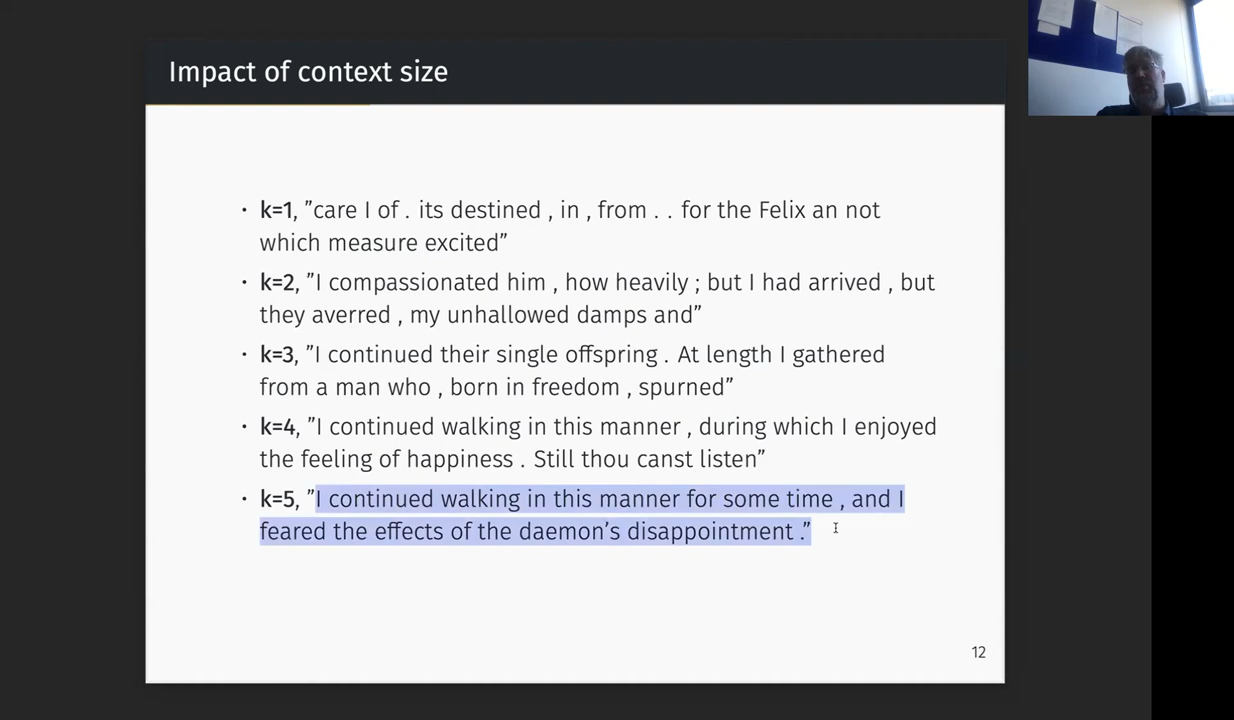 Impact of context size
• k=1, ”care I of . its destined , in , from . . for the Felix an not
which measure excited”
• k=2, ”I compassionated him , how heavily ; but I had arrived , but
they averred , my unhallowed damps and”
• k=3, ”I continued their single offspring . At length I gathered
from a man who , born in freedom , spurned”
• k=4, ”I continued walking in this manner , during which I enjoyed
the feeling of happiness . Still thou canst listen”
• k=5, ”I continued walking in this manner for some time , and I
feared the effects of the daemon’s disappointment .”
12